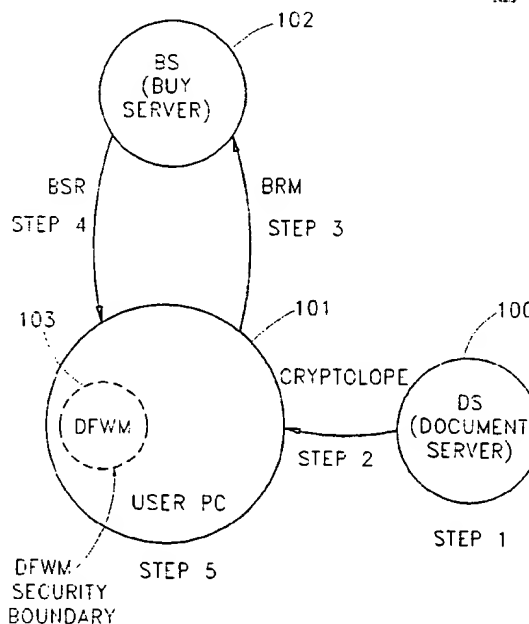 102
BS
(BUY
SERVER)
BSR
BRM
STEP 4
STEP 3
103
101
100
CRYPTOLOPE
DS
(DOCUMENT
SERVER)
DFWM
STEP 2
USER PC
STEP 1
DFWM
SECURITY
BOUNDARY
STEP 5